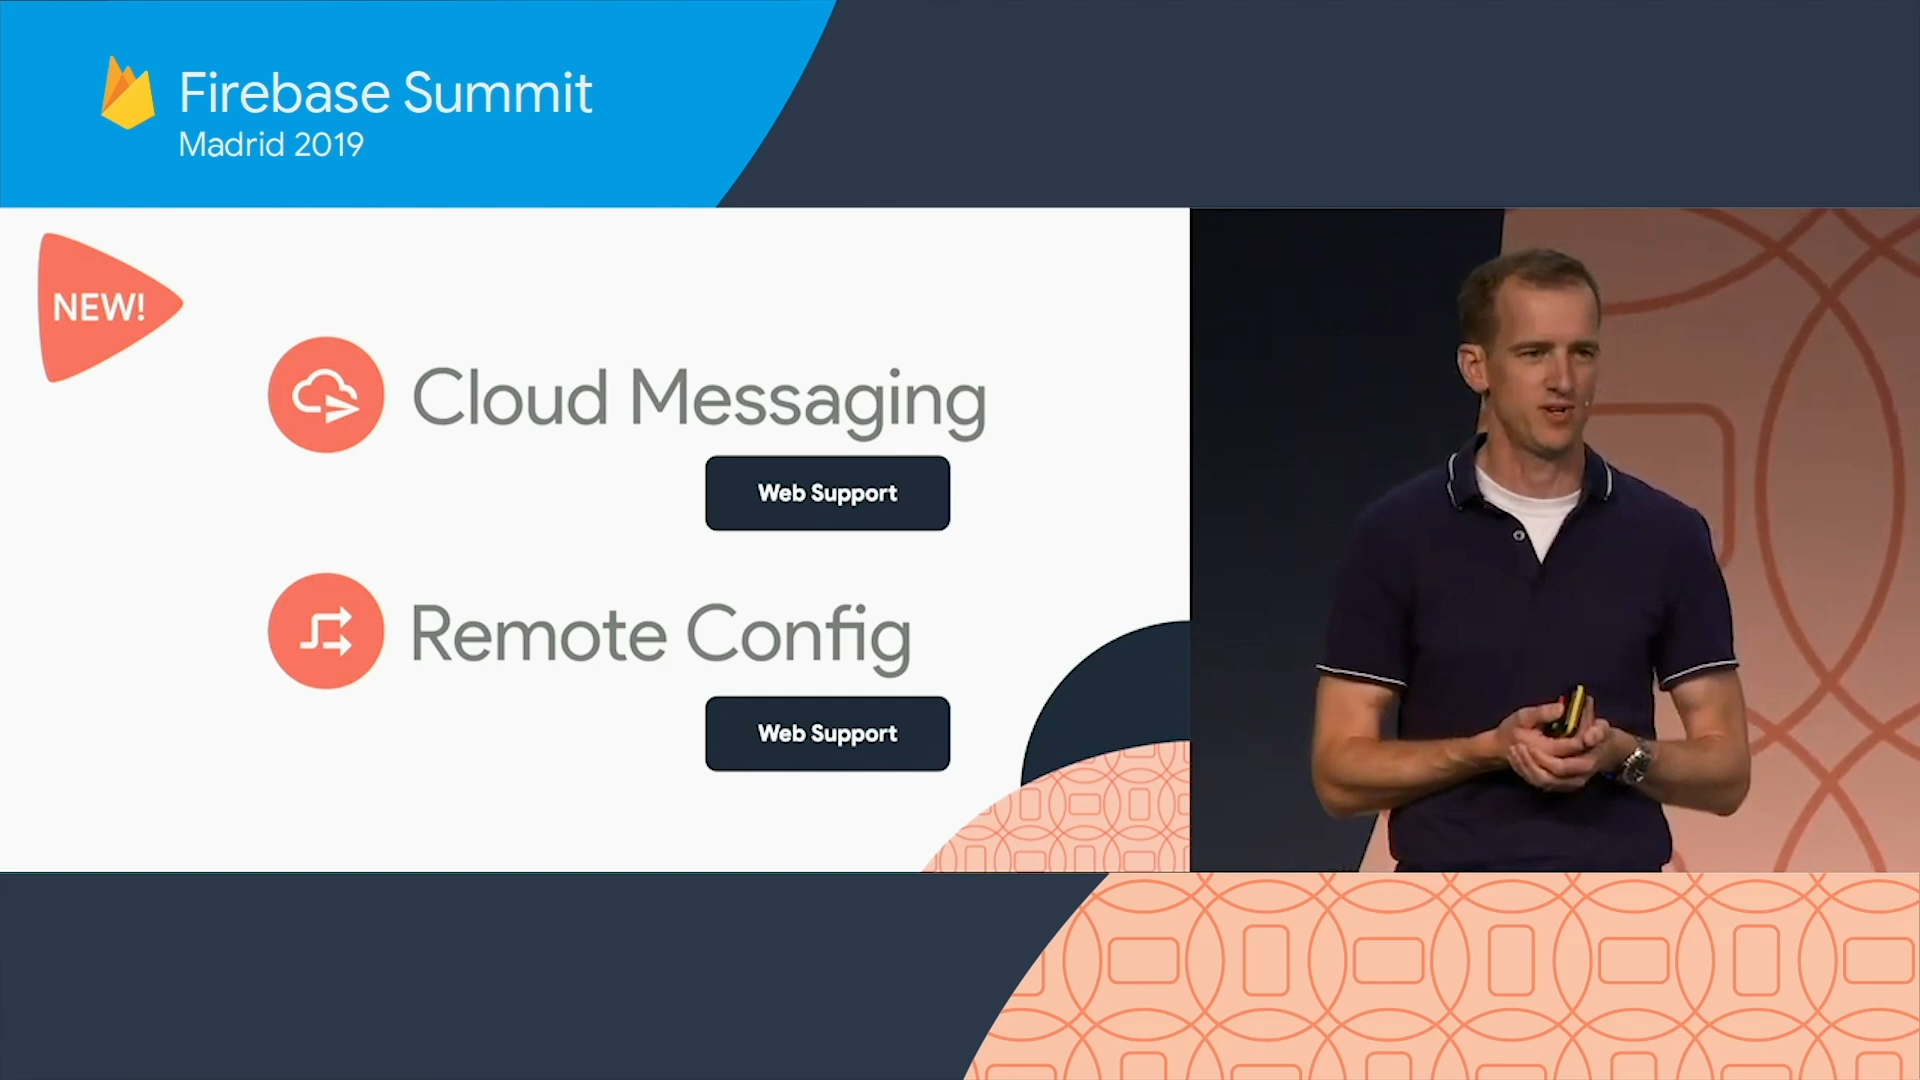 Firebase Summit
Madrid 2019
NEW!
Cloud Messaging
Web Support
Remote Config
Web Support